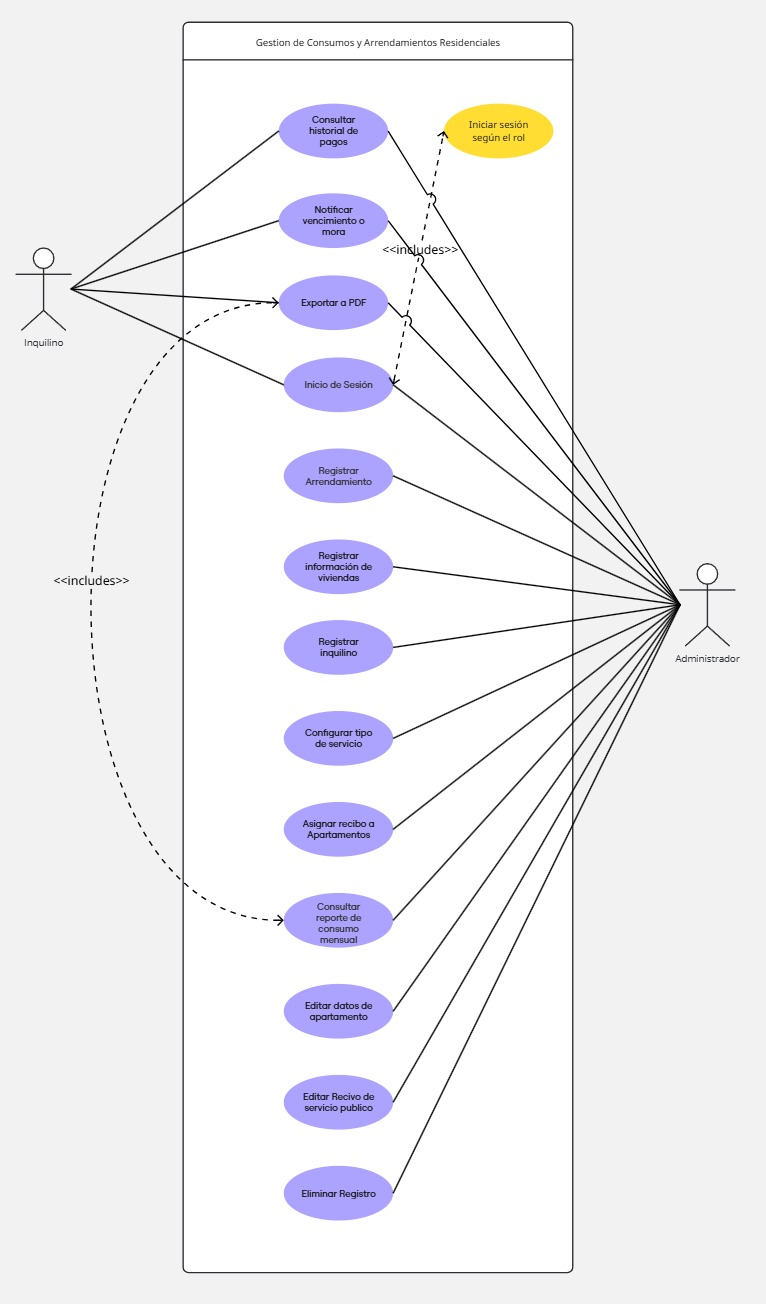 Gestion de Consumos y Arrendamientos Residenciales
Consultar
historial de
pagos
Iniciar sesión
según el rol
Notificar
vencimiento o
mora
<<includes>>
Exportar a PDF
Inquilino
Inicio de Sesión
Registrar
Arrendamiento
Registrar
información de
viviendas
<<includes>>
Registrar
inquilino
Administrador
Configurar tipo
de servicio
Asignar recibo a
Apartamentos
Consultar
reporte de
consumo
mensual
Editar datos de
apartamento
Editar Recivo de
servicio publico
Eliminar Registro